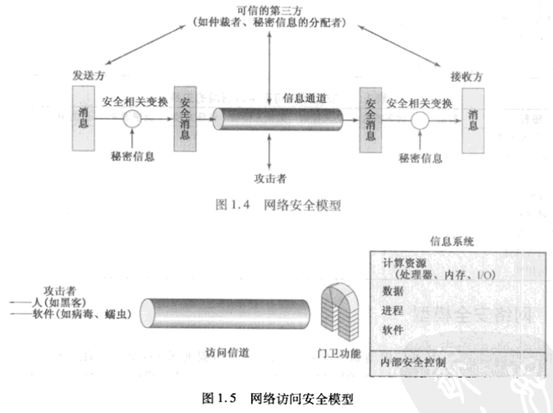 可信的第三方
(如仲裁者、秘密信息的分配者)
发送方
接收方
安全相关变换
信息通道
安全相关变换
消息
安全消息
安全消息
消息
秘密信息
秘密信息
攻击者
图1.4 网络安全模型
信息系统
计算资源
(处理器、内存、I/O)
数据
进程
软件
内部安全控制
攻击者
人(如黑客)
软件(如病毒、蠕虫)
访问信道
门卫功能
图1.5 网络访问安全模型